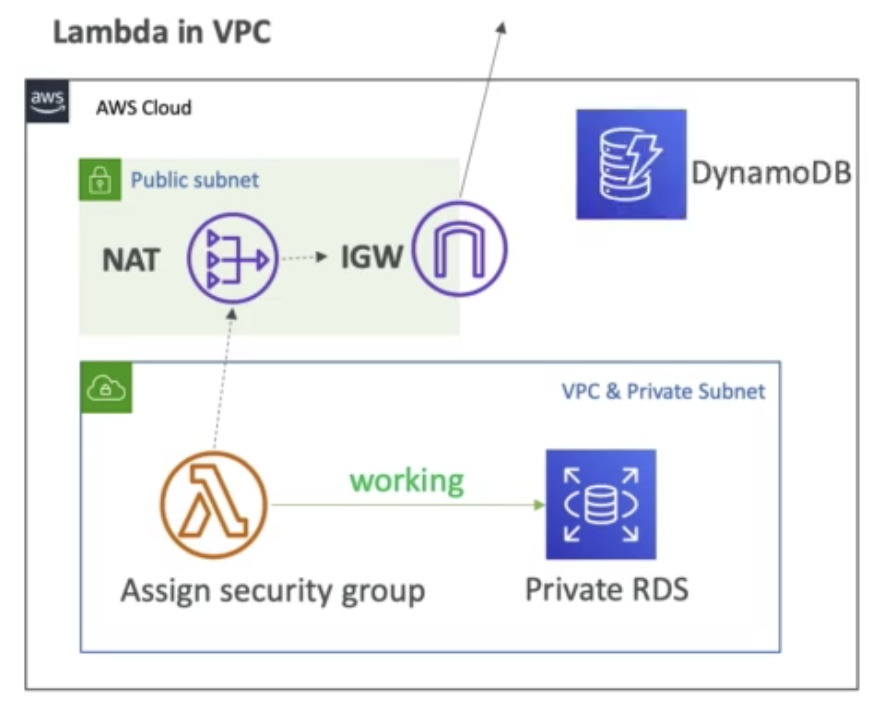 Lambda in VPC
aws
AWS Cloud
Public subnet
DynamoDB
NAT
IGW
VPC & Private Subnet
working
Assign security group
Private RDS